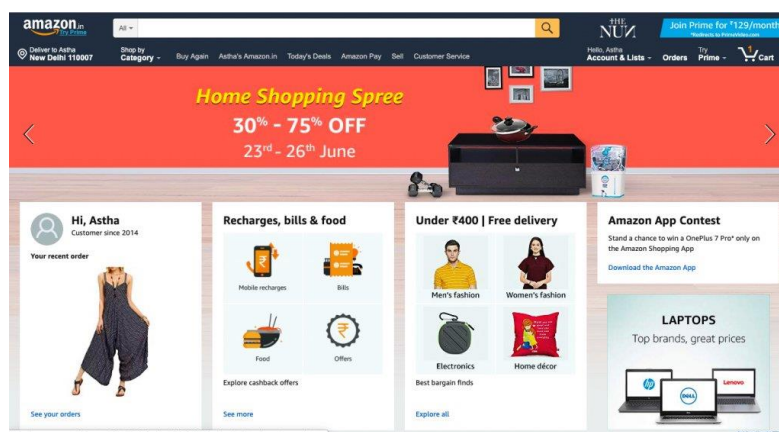 amazon.in
Try Prime
All
THE NUN
Join Prime for ₹129/month
*Redirects to PrimeVideo.com
Deliver to Astha
New Delhi 110007
Shop by
Category
Buy Again Astha's Amazon.in Today's Deals Amazon Pay Sell Customer Service
Hello, Astha
Account & Lists
Orders
Try
Prime
1
Cart
Home Shopping Spree
30% - 75% OFF
23rd - 26th June
Hi, Astha
Customer since 2014
Your recent order
See your orders
Recharges, bills & food
Mobile recharges
Bills
Food
Offers
Explore cashback offers
See more
Under ₹400 | Free delivery
Men's fashion
Women's fashion
Electronics
Home décor
Best bargain finds
Explore all
Amazon App Contest
Stand a chance to win a OnePlus 7 Pro* only on
the Amazon Shopping App
Download the Amazon App
LAPTOPS
Top brands, great prices
hp
DELL
Lenovo